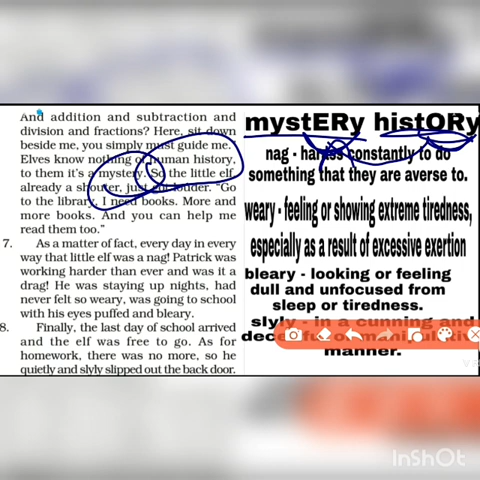 And addition and subtraction and
division and fractions? Here, sit down
beside me, you simply must guide me.
Elves know nothing of human history,
to them it's a mystery. So the little elf,
already a shouter, just got louder. "Go
to the library, I need books. More and
more books. And you can help me
read them too."
7. As a matter of fact, every day in every
way that little elf was a nag! Patrick was
working harder than ever and was it a
drag! He was staying up nights, had
never felt so weary, was going to school
with his eyes puffed and bleary.
8. Finally, the last day of school arrived
and the elf was free to go. As for
homework, there was no more, so he
quietly and slyly slipped out the back door.
mystERy histORy
nag - harass constantly to do
something that they are averse to.
weary - feeling or showing extreme tiredness,
especially as a result of excessive exertion
bleary - looking or feeling
dull and unfocused from
sleep or tiredness.
slyly - in a cunning and
manner.
InShOt